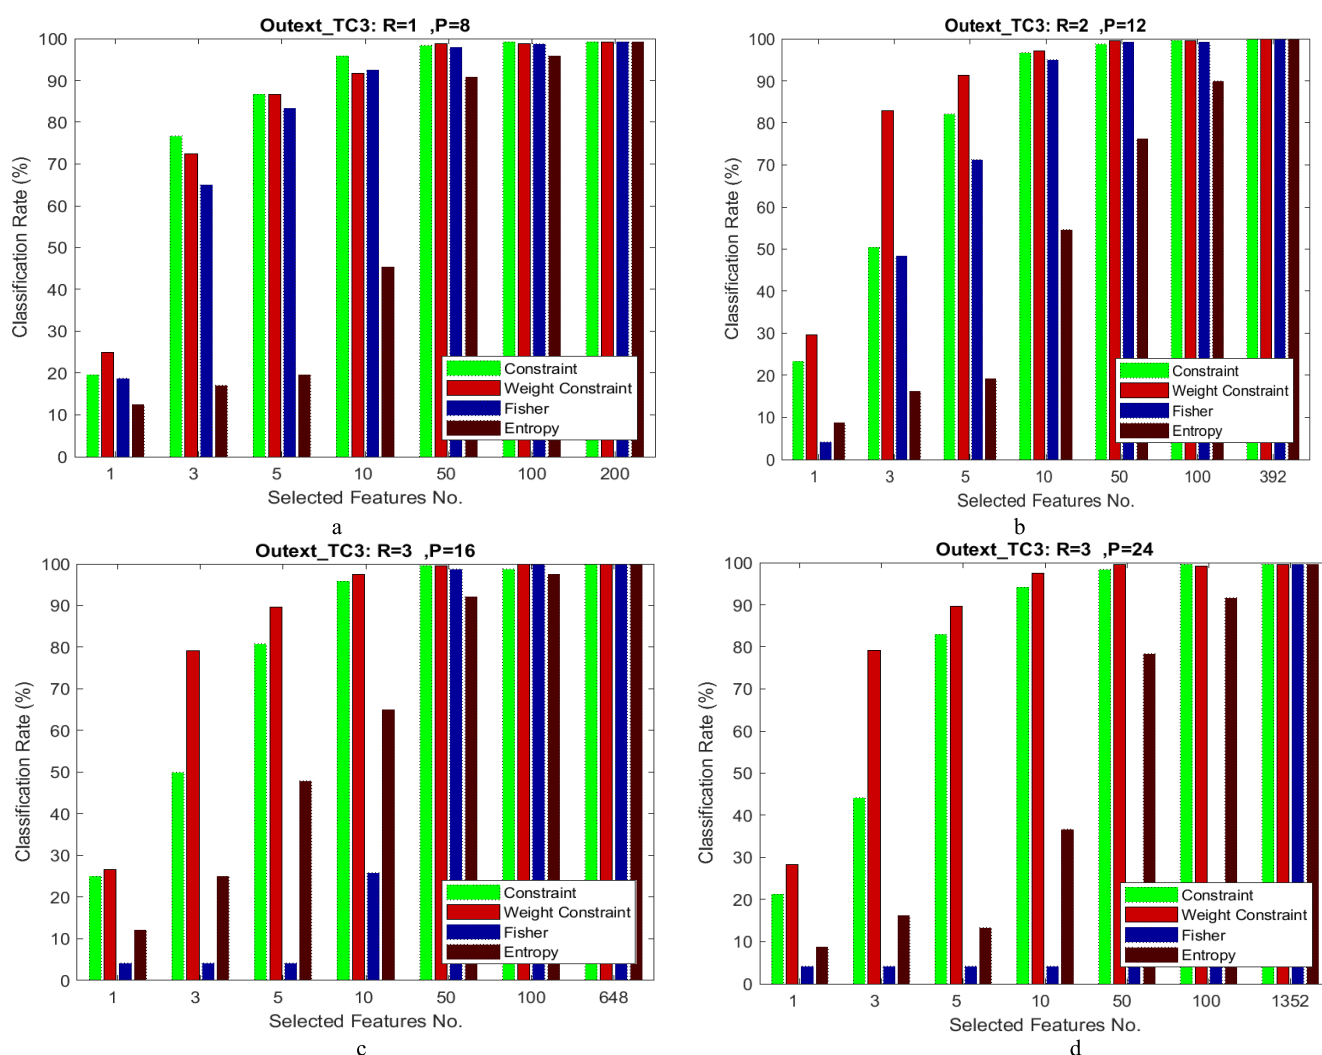 Outext_TC3: R=1 ,P=8
Classification Rate (%)
100
90
80
70
60
50
40
30
20
10
0
Constraint
Weight Constraint
Fisher
Entropy
1 3 5 10 50 100 200
Selected Features No.
a
Outext_TC3: R=2 ,P=12
Classification Rate (%)
100
90
80
70
60
50
40
30
20
10
0
Constraint
Weight Constraint
Fisher
Entropy
1 3 5 10 50 100 392
Selected Features No.
b
Outext_TC3: R=3 ,P=16
Classification Rate (%)
100
90
80
70
60
50
40
30
20
10
0
Constraint
Weight Constraint
Fisher
Entropy
1 3 5 10 50 100 648
Selected Features No.
c
Outext_TC3: R=3 ,P=24
Classification Rate (%)
100
90
80
70
60
50
40
30
20
10
0
Constraint
Weight Constraint
Fisher
Entropy
1 3 5 10 50 100 1352
Selected Features No.
d